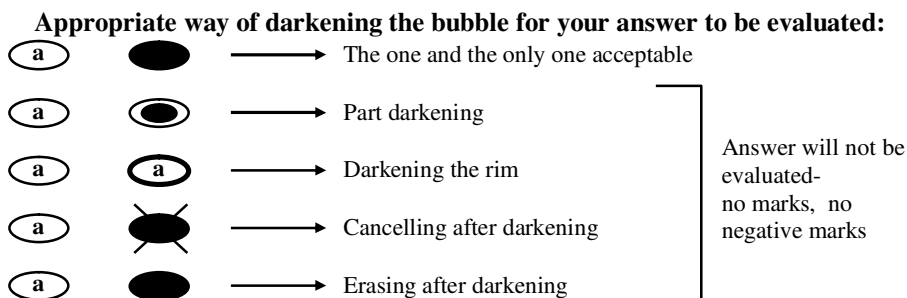 Appropriate way of darkening the bubble for your answer to be evaluated:
a The one and the only one acceptable
a Part darkening
a a Darkening the rim
a Cancelling after darkening
a Erasing after darkening
Answer will not be
evaluated-
no marks, no
negative marks